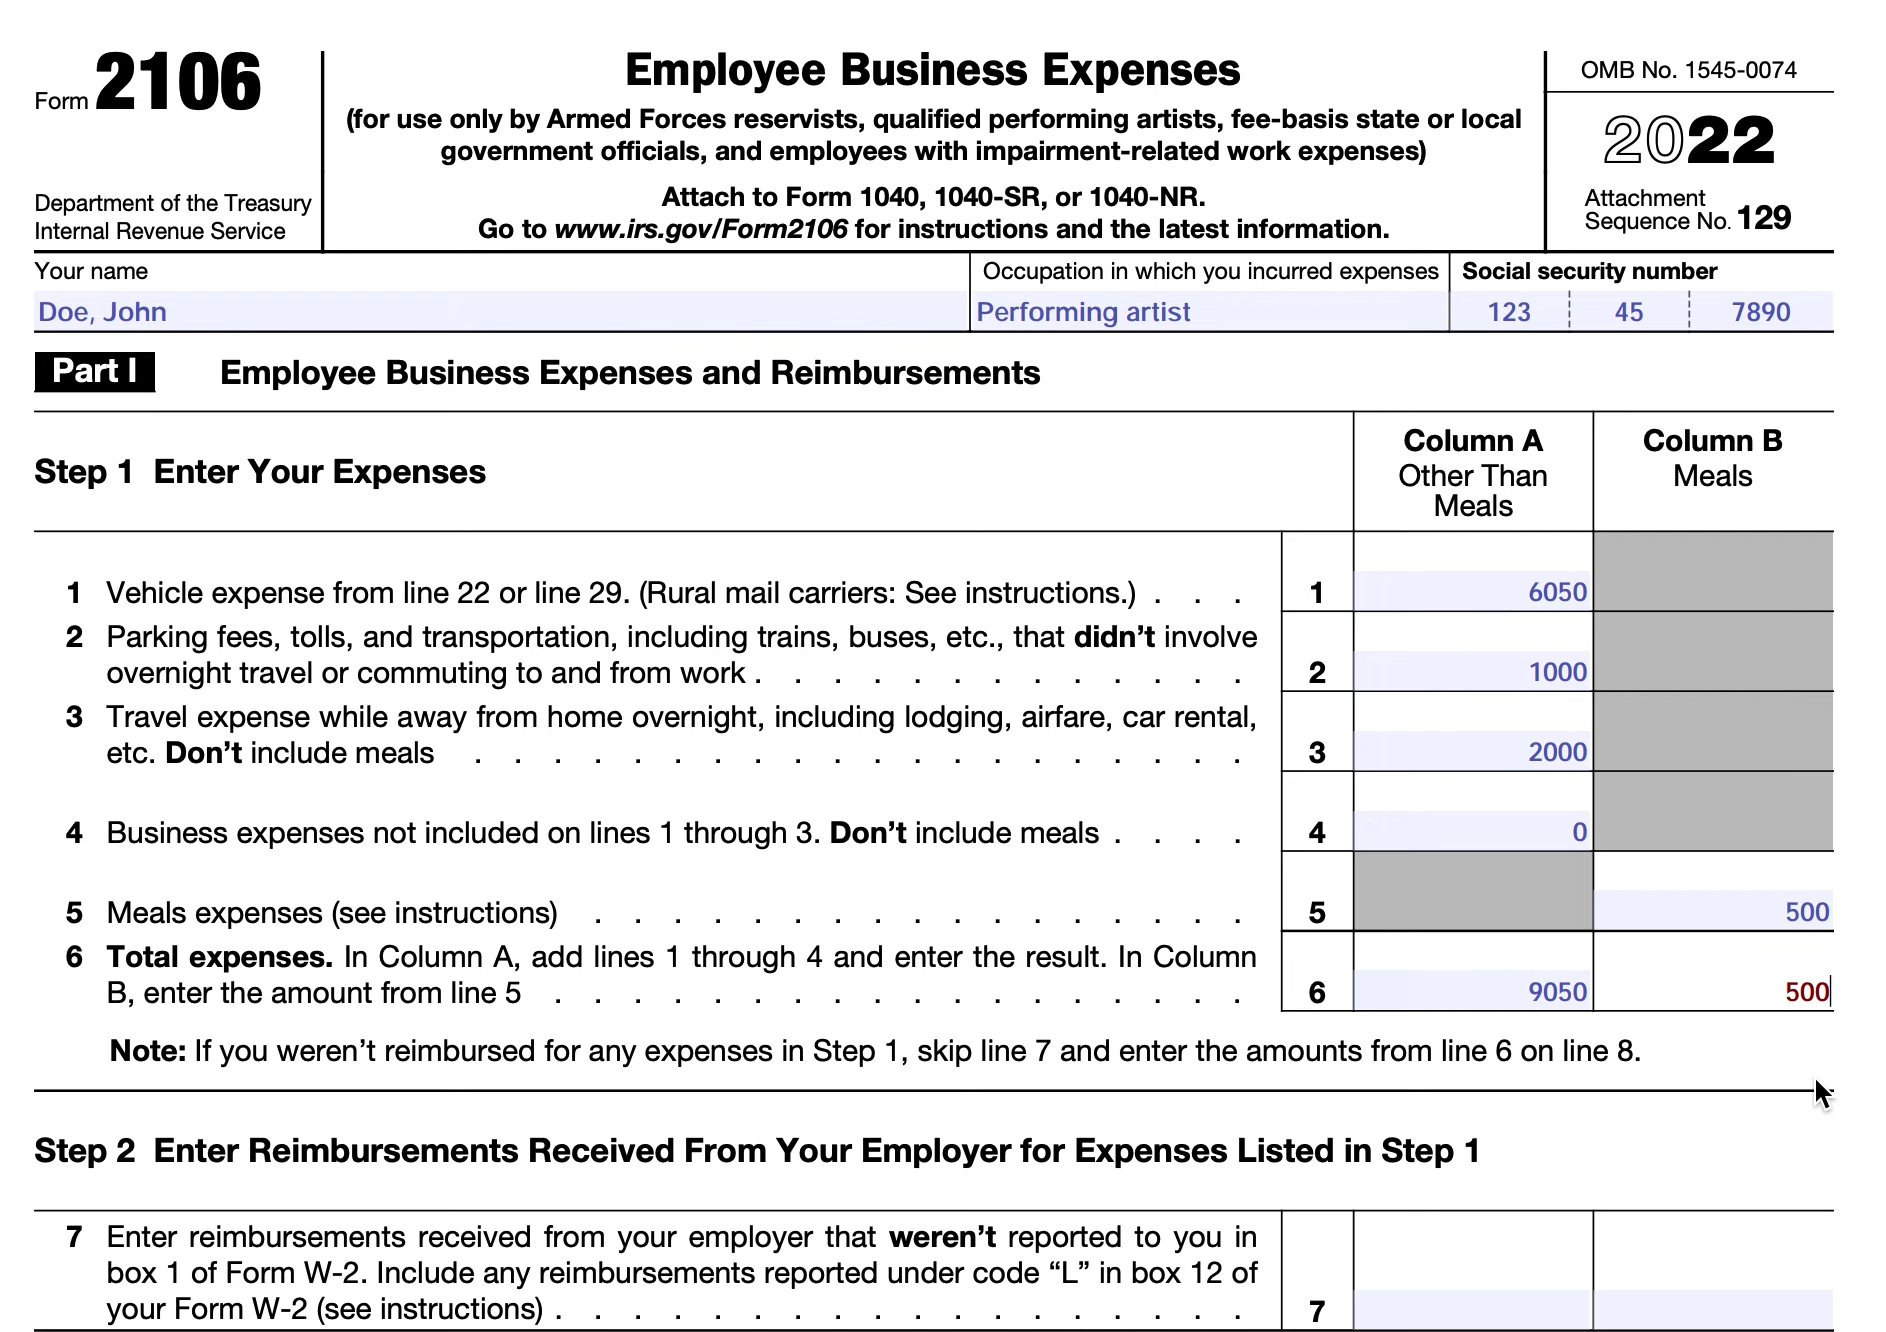 Form 2106
Department of the Treasury
Internal Revenue Service
Employee Business Expenses
(for use only by Armed Forces reservists, qualified performing artists, fee-basis state or local
government officials, and employees with impairment-related work expenses)
Attach to Form 1040, 1040-SR, or 1040-NR.
Go to www.irs.gov/Form2106 for instructions and the latest information.
OMB No. 1545-0074
2022
Attachment
Sequence No. 129
Your name
Doe, John
Occupation in which you incurred expenses
Performing artist
Social security number
123 45 7890
Part I Employee Business Expenses and Reimbursements
Step 1 Enter Your Expenses
Column A
Other Than
Meals
Column B
Meals
1 Vehicle expense from line 22 or line 29. (Rural mail carriers: See instructions.) . . . 1 6050
2 Parking fees, tolls, and transportation, including trains, buses, etc., that didn’t involve
overnight travel or commuting to and from work . . . . . . . . . . . . . 2 1000
3 Travel expense while away from home overnight, including lodging, airfare, car rental,
etc. Don’t include meals . . . . . . . . . . . . . . . . . . . . 3 2000
4 Business expenses not included on lines 1 through 3. Don’t include meals . . . . 4 0
5 Meals expenses (see instructions) . . . . . . . . . . . . . . . . . 5 500
6 Total expenses. In Column A, add lines 1 through 4 and enter the result. In Column
B, enter the amount from line 5 . . . . . . . . . . . . . . . . . . 6 9050 500
Note: If you weren’t reimbursed for any expenses in Step 1, skip line 7 and enter the amounts from line 6 on line 8.
Step 2 Enter Reimbursements Received From Your Employer for Expenses Listed in Step 1
7 Enter reimbursements received from your employer that weren’t reported to you in
box 1 of Form W-2. Include any reimbursements reported under code “L” in box 12 of
your Form W-2 (see instructions) . . . . . . . . . . . . . . . . . . 7